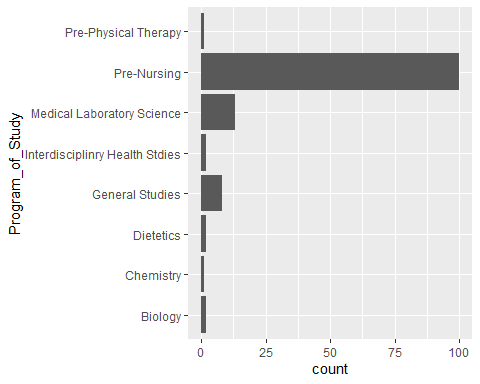 Pre-Physical Therapy
Pre-Nursing
Medical Laboratory Science
Interdisciplinry Health Stdies
General Studies
Dietetics
Chemistry
Biology
Program_of_Study
0 25 50 75 100
count